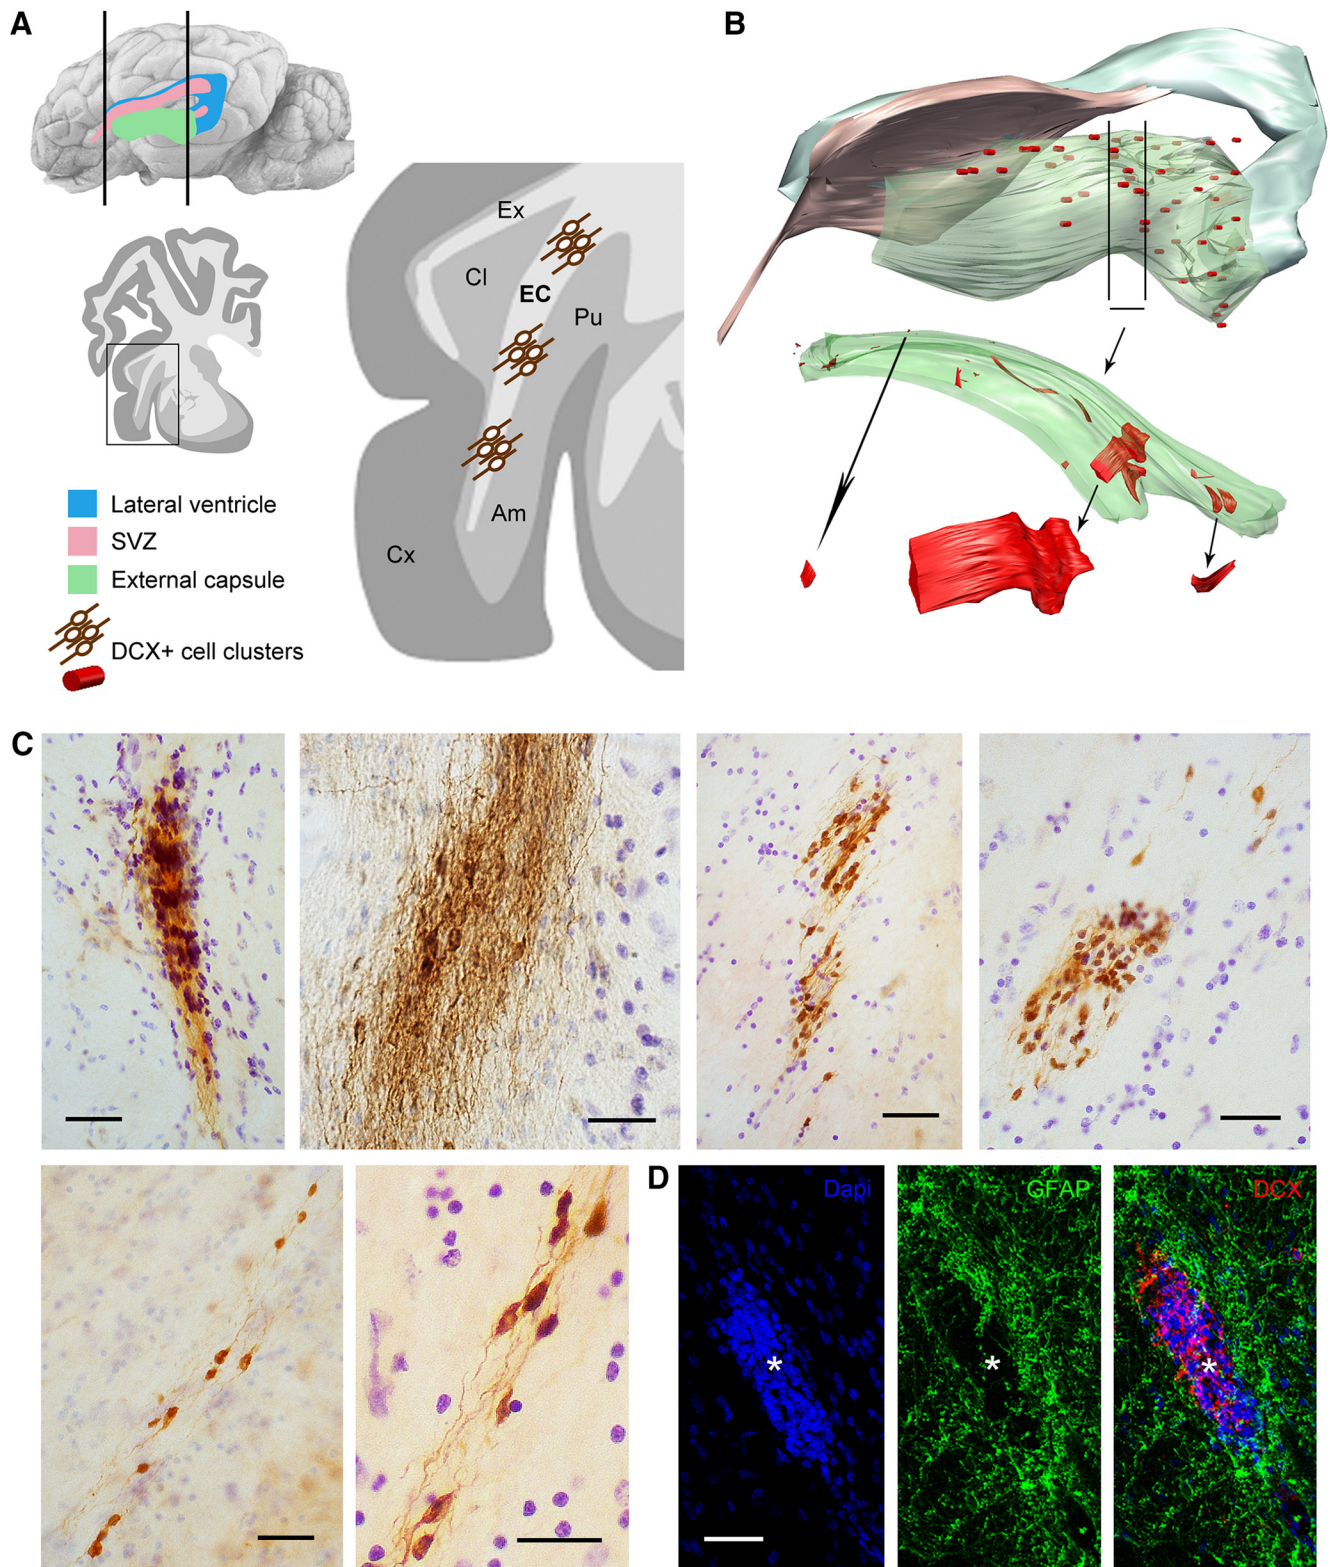 A
B
Ex
Cl
EC
Pu
Am
Cx
Lateral ventricle
SVZ
External capsule
DCX+ cell clusters
C
D
Dapi
GFAP
DCX
*
*
*